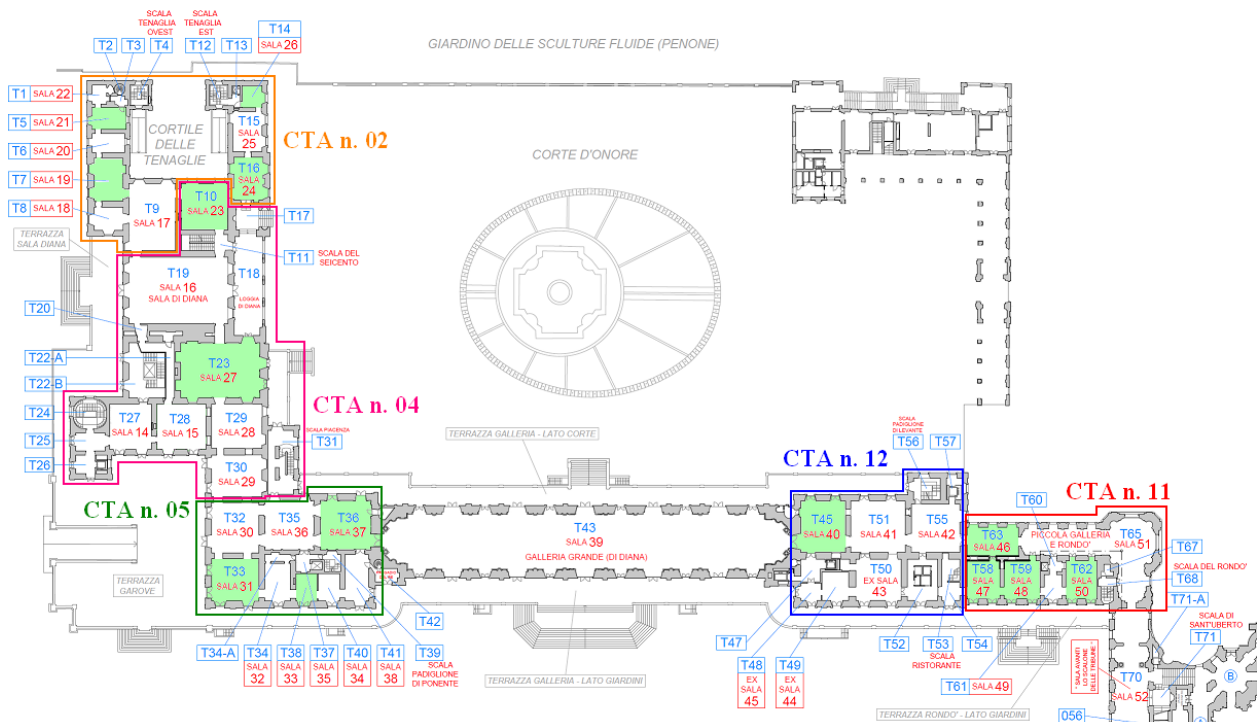 SCALA
TENAGLIA
OVEST
SCALA
TENAGLIA
EST
T14
SALA 26
T2
T3
T4
T12
T13
GIARDINO DELLE SCULTURE FLUIDE (PENONE)
T1 SALA 22
T5 SALA 21
T6 SALA 20
T7 SALA 19
T8 SALA 18
CORTILE
DELLE
TENAGLIE
T15
SALA
25
CTA n. 02
T16
SALA
24
CORTE D'ONORE
T9
SALA 17
T10
SALA 23
T17
TERRAZZA
SALA DIANA
T11
SCALA DEL
SEICENTO
T19
SALA 16
SALA DI DIANA
T18
LOGGIA
DI DIANA
T20
T22-A
T22-B
T23
SALA 27
CTA n. 04
T24
T25
T26
T27
SALA 14
T28
SALA 15
T29
SALA 28
SCALA PIACENZA
T31
T30
SALA 29
TERRAZZA GALLERIA - LATO CORTE
SCALA
PADIGLIONE
DI LEVANTE
T56
T57
CTA n. 12
CTA n. 05
T32
SALA 30
T35
SALA 36
T36
SALA 37
T43
SALA 39
GALLERIA GRANDE (DI DIANA)
T45
SALA 40
T51
SALA 41
T55
SALA 42
CTA n. 11
T60
T63
SALA 46
PICCOLA GALLERIA
E RONDO'
T65
SALA 51
T67
SCALA DEL RONDO'
T68
T33
SALA 31
T50
EX SALA
43
T58
SALA
47
T59
SALA
48
T62
SALA
50
TERRAZZA
GAROVE
T42
T71-A
SCALA DI
SANT'UBERTO
T71
T34-A
T34
SALA
32
T38
SALA
33
T37
SALA
35
T40
SALA
34
T41
SALA
38
T39
SCALA
PADIGLIONE
DI PONENTE
T47
T48
EX
SALA
45
T49
EX
SALA
44
T52
T53
SCALA
RISTORANTE
T54
T61 SALA 49
" SALA AVANTI
LO SCALONE
DELLE TRIBUNE "
T70
SALA 52
B
TERRAZZA GALLERIA - LATO GIARDINI
TERRAZZA RONDO' - LATO GIARDINI
056